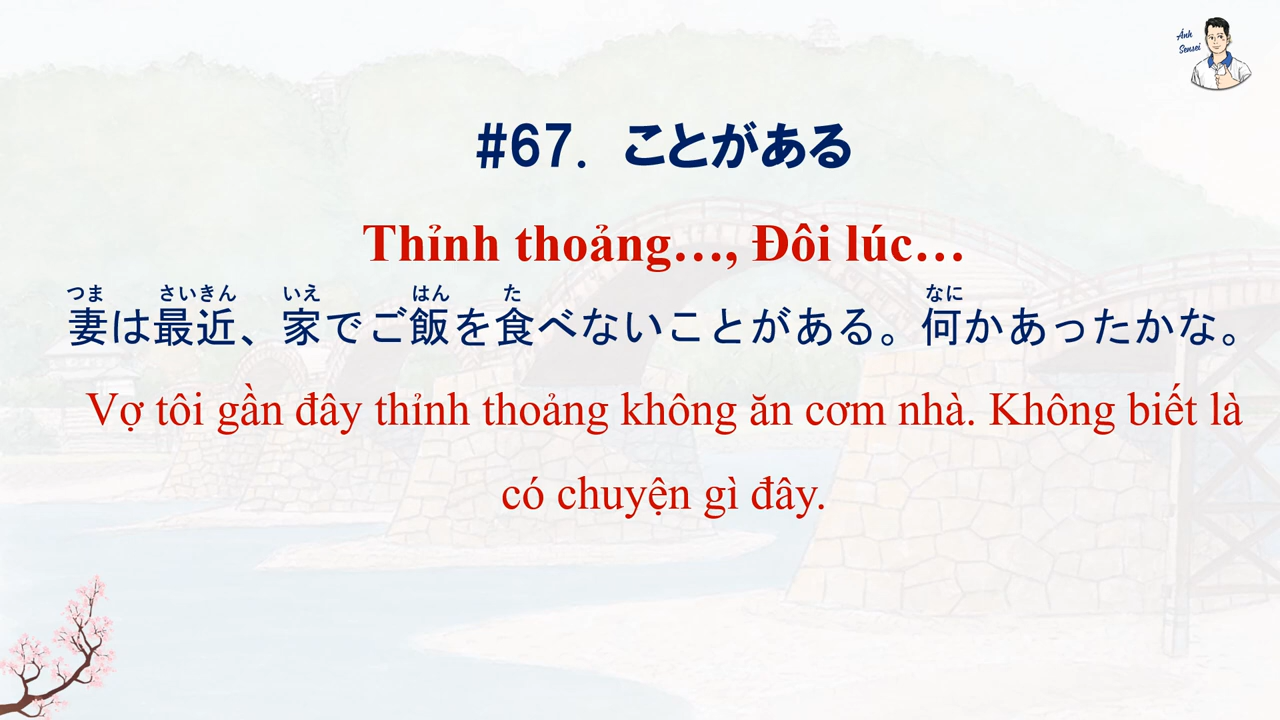 Ánh
Sensei
#67. ことがある
Thỉnh thoảng…, Đôi lúc…
つま さいきん いえ はん た なに
妻は最近、家でご飯を食べないことがある。何かあったかな。
Vợ tôi gần đây thỉnh thoảng không ăn cơm nhà. Không biết là
có chuyện gì đây.